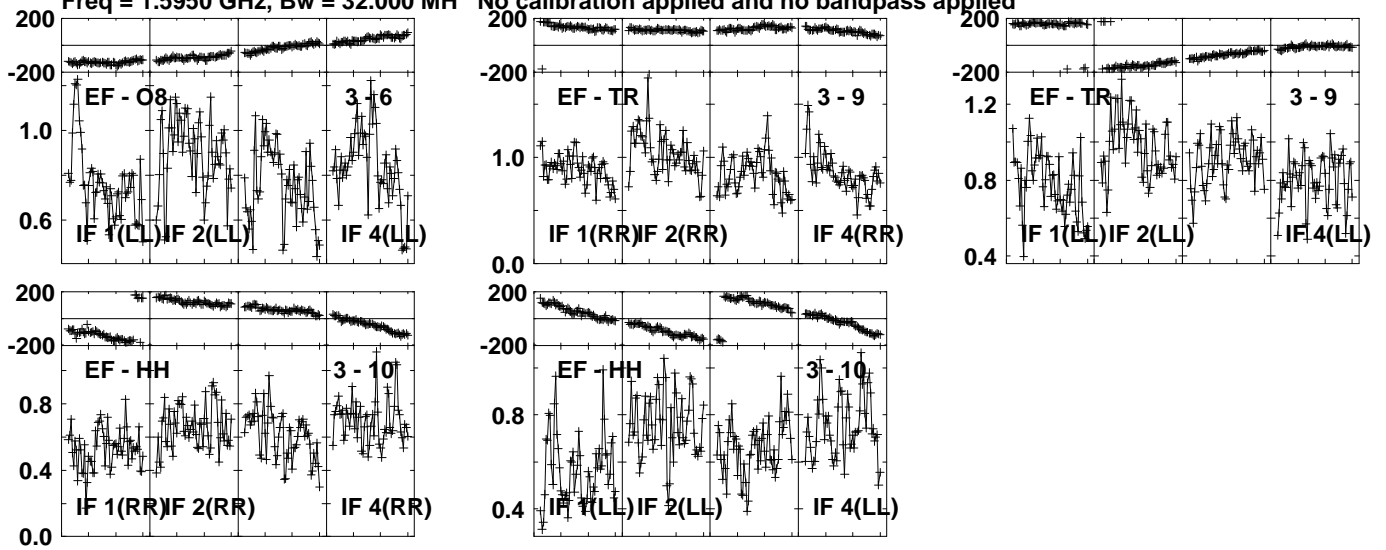 Freq = 1.5950 GHz, Bw = 32.000 MH No calibration applied and no bandpass applied
200
-200
EF - O8 3 - 6
1.0
0.6
IF 1(LL) IF 2(LL) IF 4(LL)
200
-200
EF - TR 3 - 9
1.0
0.0
IF 1(RR) IF 2(RR) IF 4(RR)
200
-200
EF - TR 3 - 9
1.2
1.0
0.8
0.6
0.4
IF 1(LL) IF 2(LL) IF 4(LL)
200
-200
EF - HH 3 - 10
0.8
0.4
0.0
IF 1(RR) IF 2(RR) IF 4(RR)
200
-200
EF - HH 3 - 10
0.8
0.4
IF 1(LL) IF 2(LL) IF 4(LL)